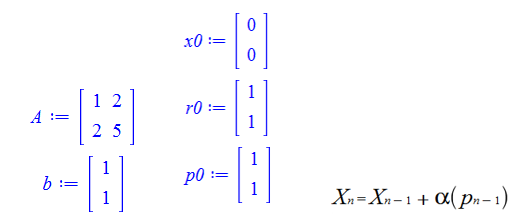 x0 := [ 0 0 ]
A := [ 1 2 2 5 ]
r0 := [ 1 1 ]
b := [ 1 1 ]
p0 := [ 1 1 ]
Xn = Xn − 1 + α(pn − 1)